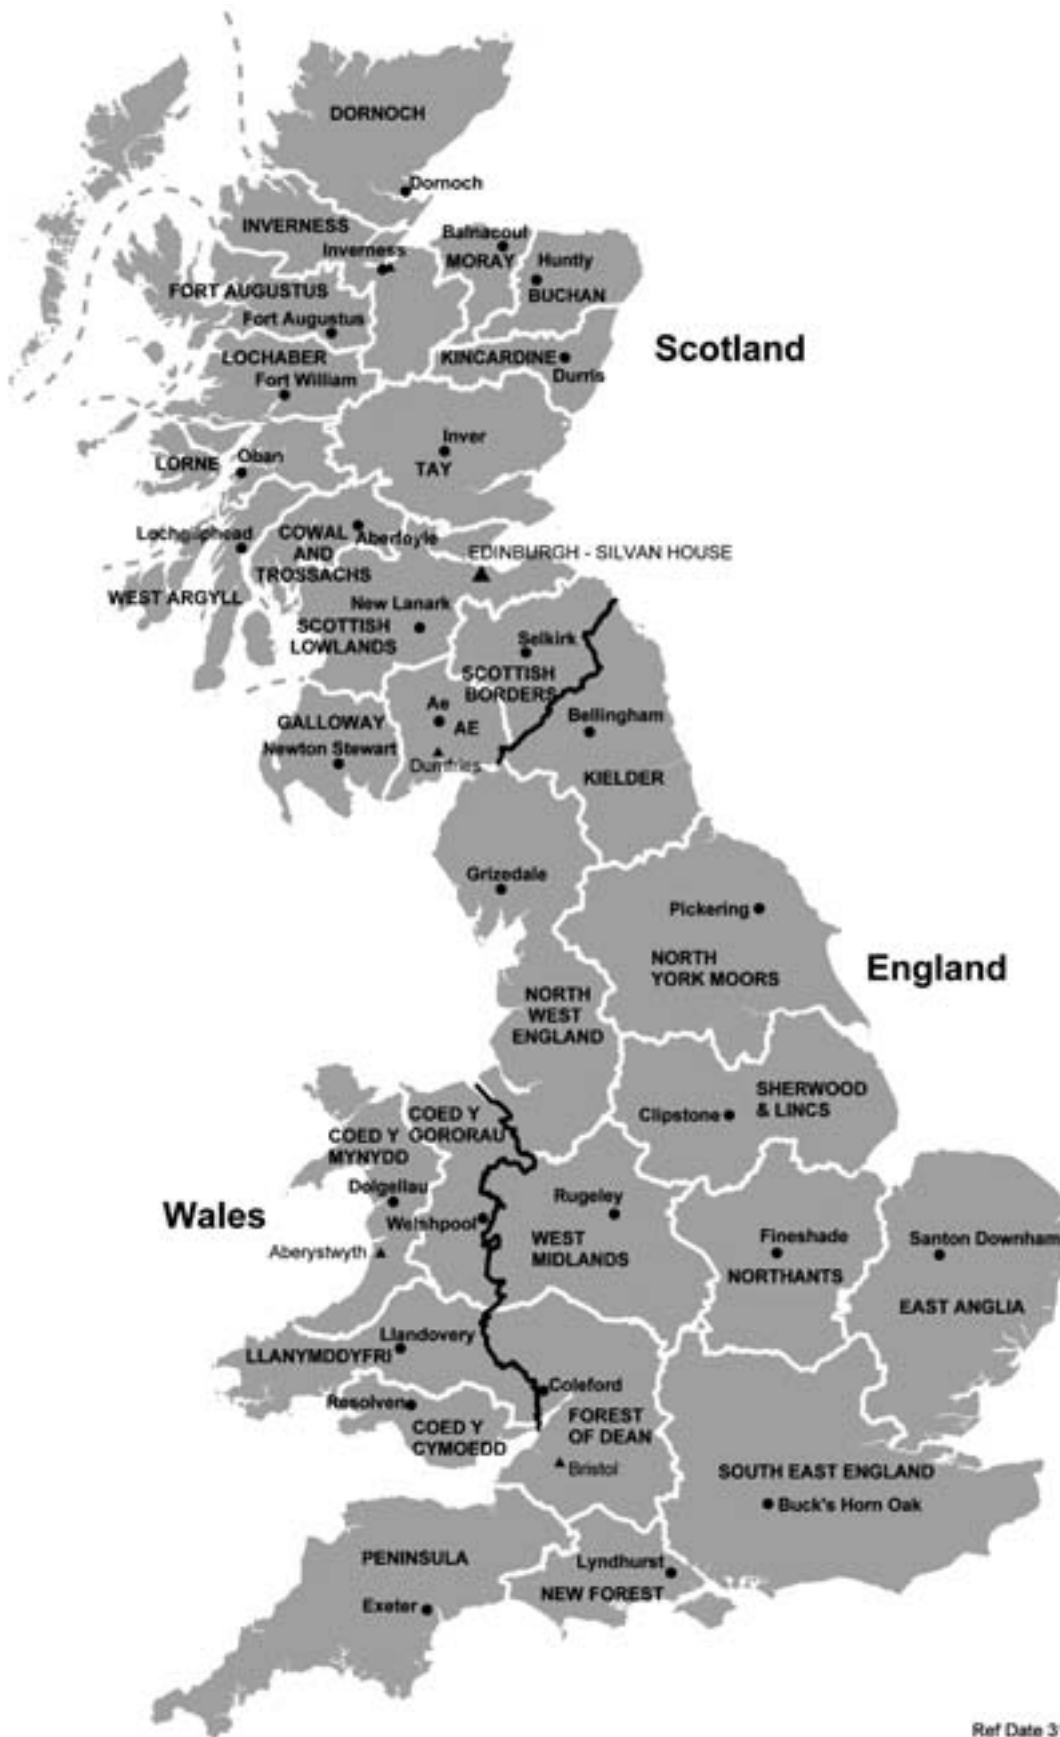 DORNOCH
Dornoch
INVERNESS
Inverness
Balnacoul
MORAY
Huntly
BUCHAN
FORT AUGUSTUS
Fort Augustus
Scotland
LOCHABER
Fort William
KINCARDINE
Durris
Inver
TAY
LORNE
Oban
Lochgilphead
COWAL
AND
TROSSACHS
Aberfoyle
EDINBURGH - SILVAN HOUSE
WEST ARGYLL
New Lanark
SCOTTISH
LOWLANDS
Selkirk
SCOTTISH
BORDERS
Ae
AE
GALLOWAY
Newton Stewart
Dumfries
Bellingham
KIELDER
Grizedale
Pickering
NORTH
YORK MOORS
England
NORTH
WEST
ENGLAND
SHERWOOD
& LINCS
Clipstone
COED Y
GORORAU
COED Y
MYNYDD
Dolgellau
Wales
Welshpool
Aberystwyth
Rugeley
WEST
MIDLANDS
Fineshade
NORTHANTS
Santon Downham
EAST ANGLIA
Llandovery
LLANYMDDYFRI
Resolven
COED Y
CYMOEDD
Coleford
FOREST
OF DEAN
Bristol
SOUTH EAST ENGLAND
Buck's Horn Oak
PENINSULA
Exeter
Lyndhurst
NEW FOREST
Ref Date 3